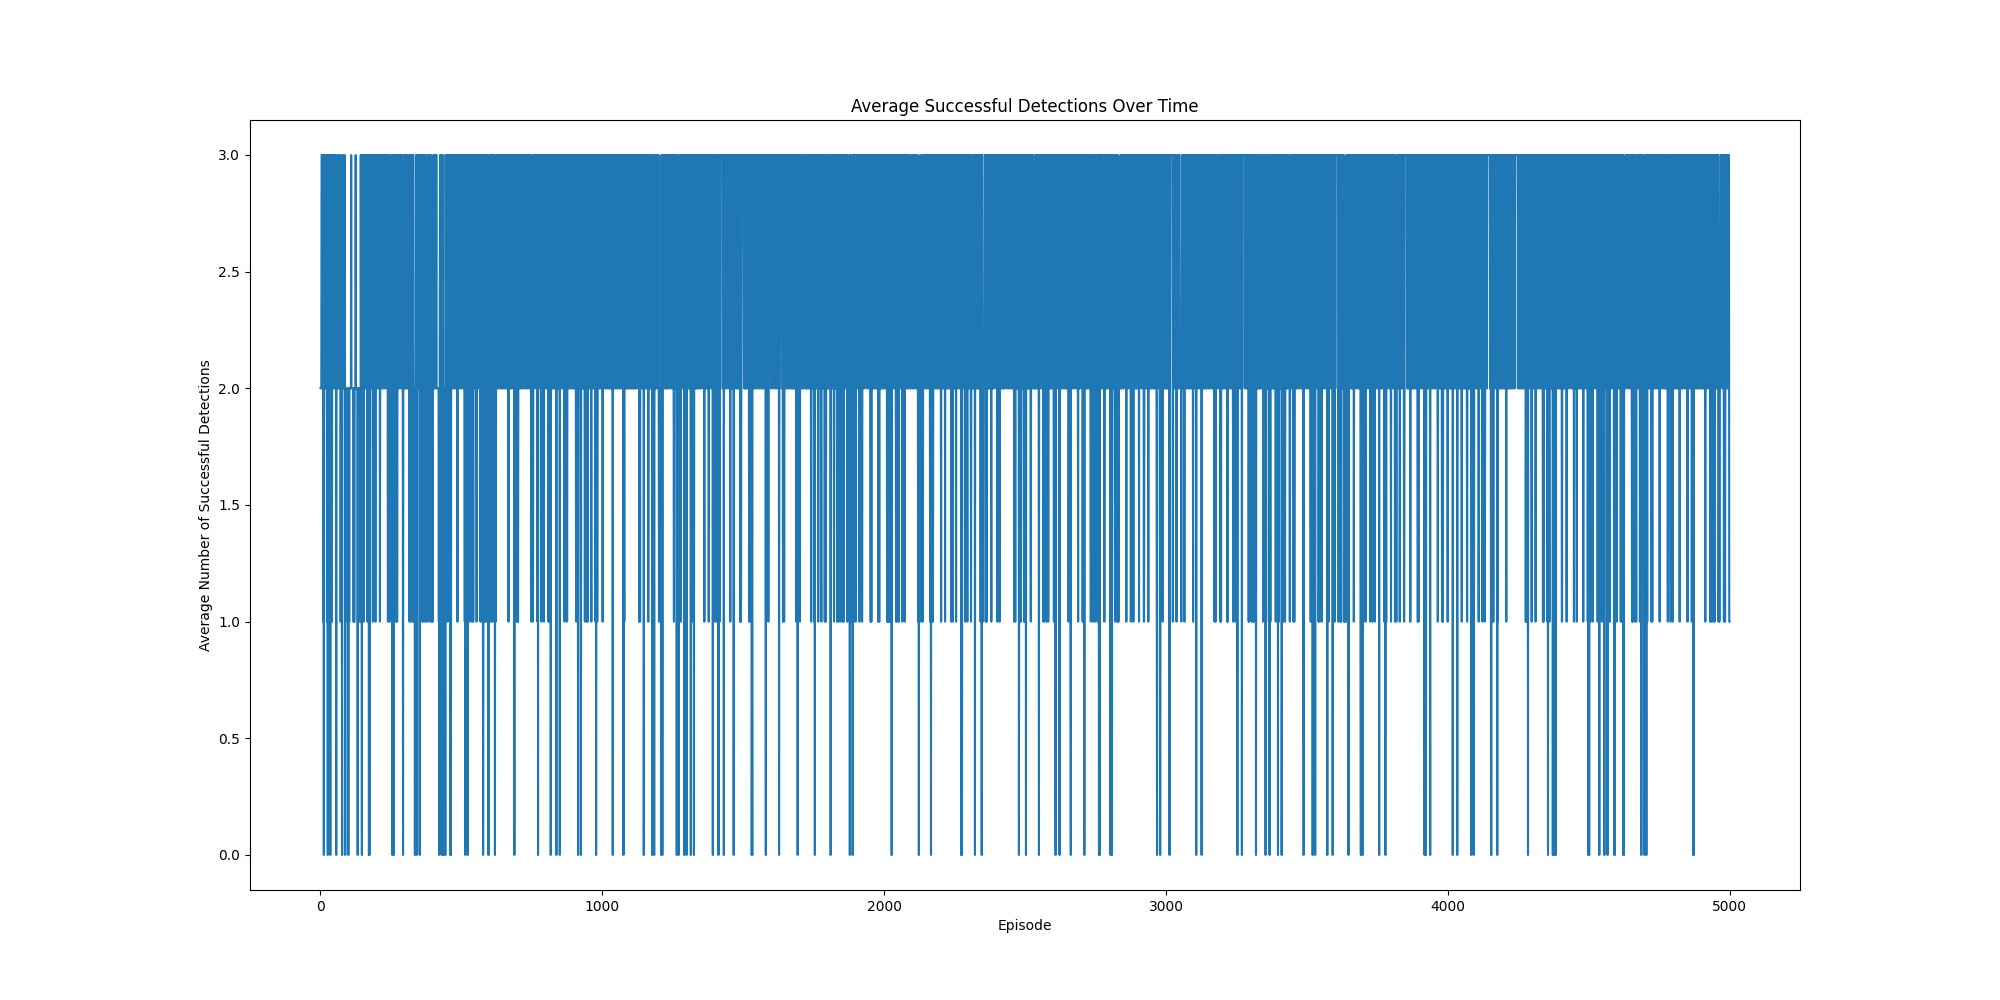 Average Successful Detections Over Time
3.0
2.5
2.0
1.5
1.0
0.5
0.0
Average Number of Successful Detections
0 1000 2000 3000 4000 5000
Episode